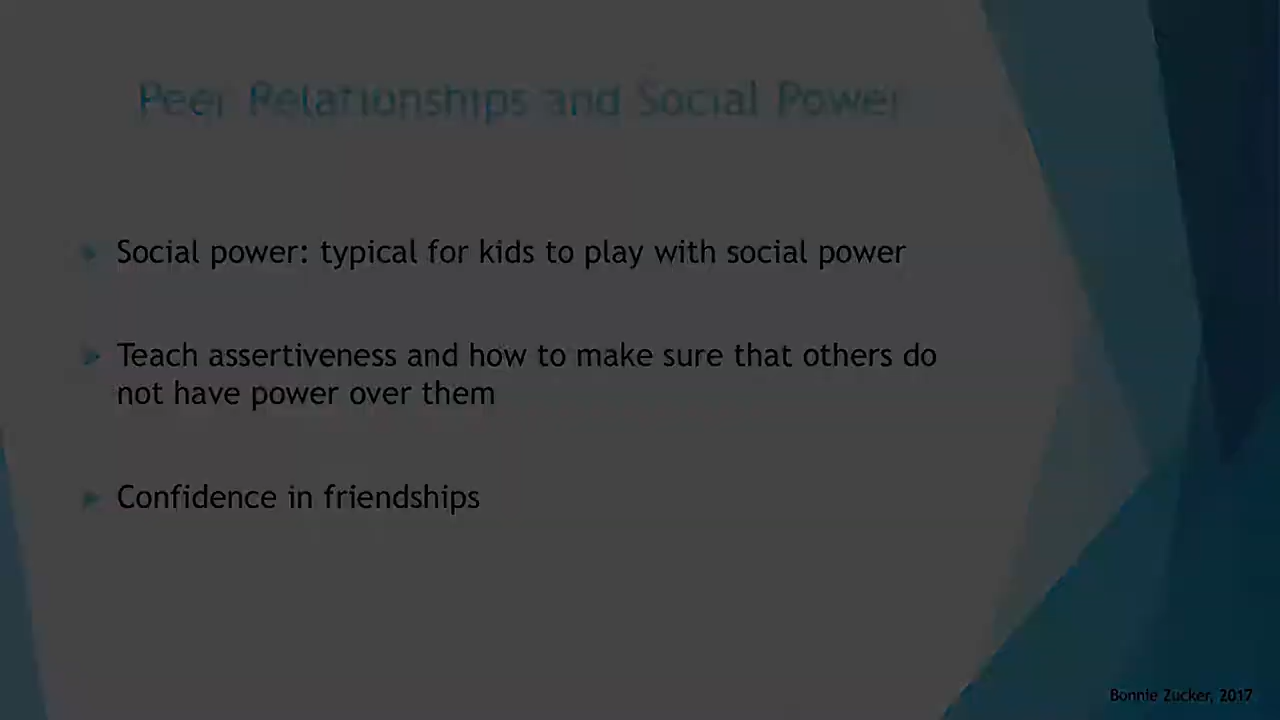 Peer Relationships and Social Power
Social power: typical for kids to play with social power
Teach assertiveness and how to make sure that others do
not have power over them
Confidence in friendships
Bonnie Zucker, 2017